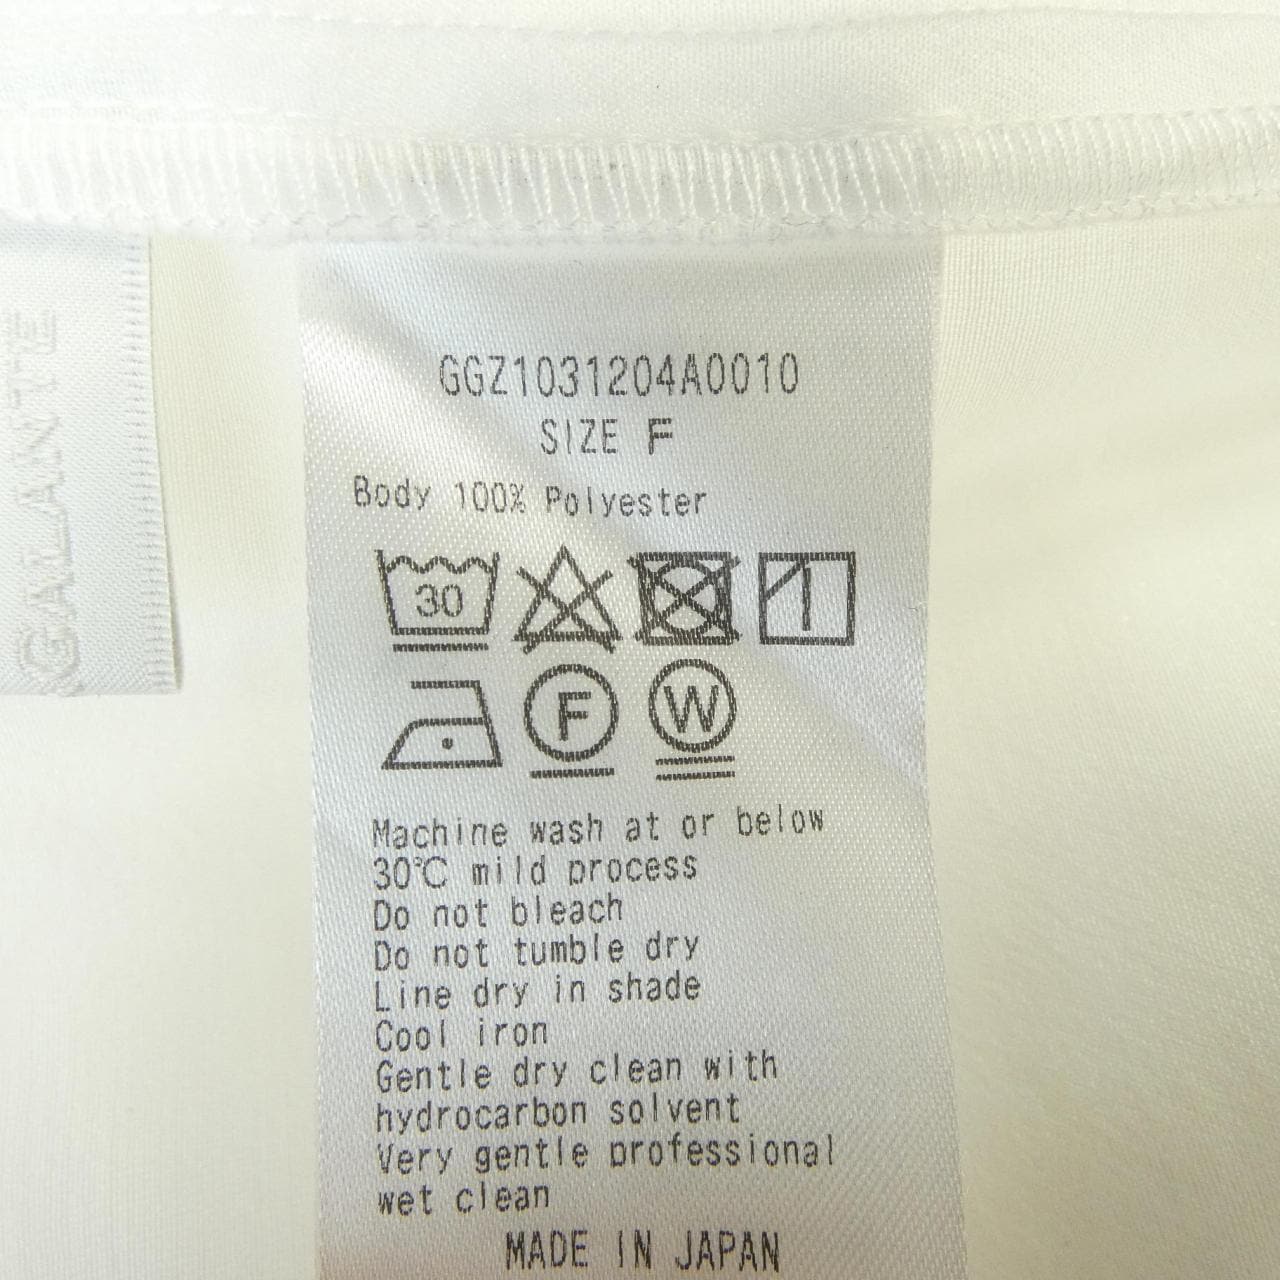 GALANTE
GGZ1031204A0010
SIZE F
Body 100% Polyester
30
F
W
Machine wash at or below
30℃ mild process
Do not bleach
Do not tumble dry
Line dry in shade
Cool iron
Gentle dry clean with
hydrocarbon solvent
Very gentle professional
wet clean
MADE IN JAPAN